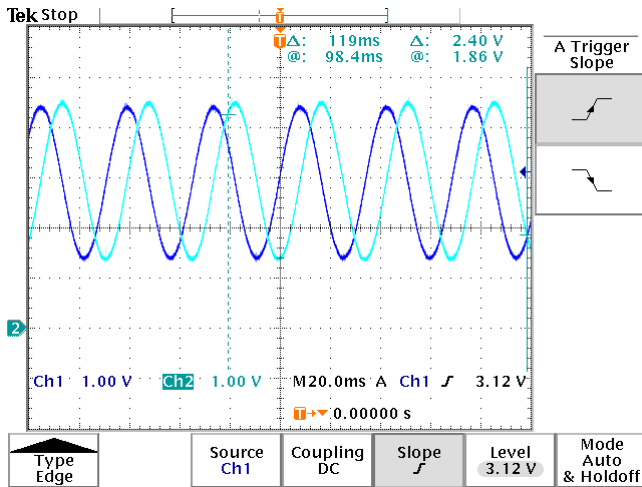 Tek Stop
T
T Δ: 119ms Δ: 2.40 V
@: 98.4ms @: 1.86 V
A Trigger
Slope
2
Ch1 1.00 V Ch2 1.00 V M20.0ms A Ch1 ƒ 3.12 V
T→▼ 0.00000 s
Type
Edge
Source
Ch1
Coupling
DC
Slope
ƒ
Level
3.12 V
Mode
Auto
& Holdoff